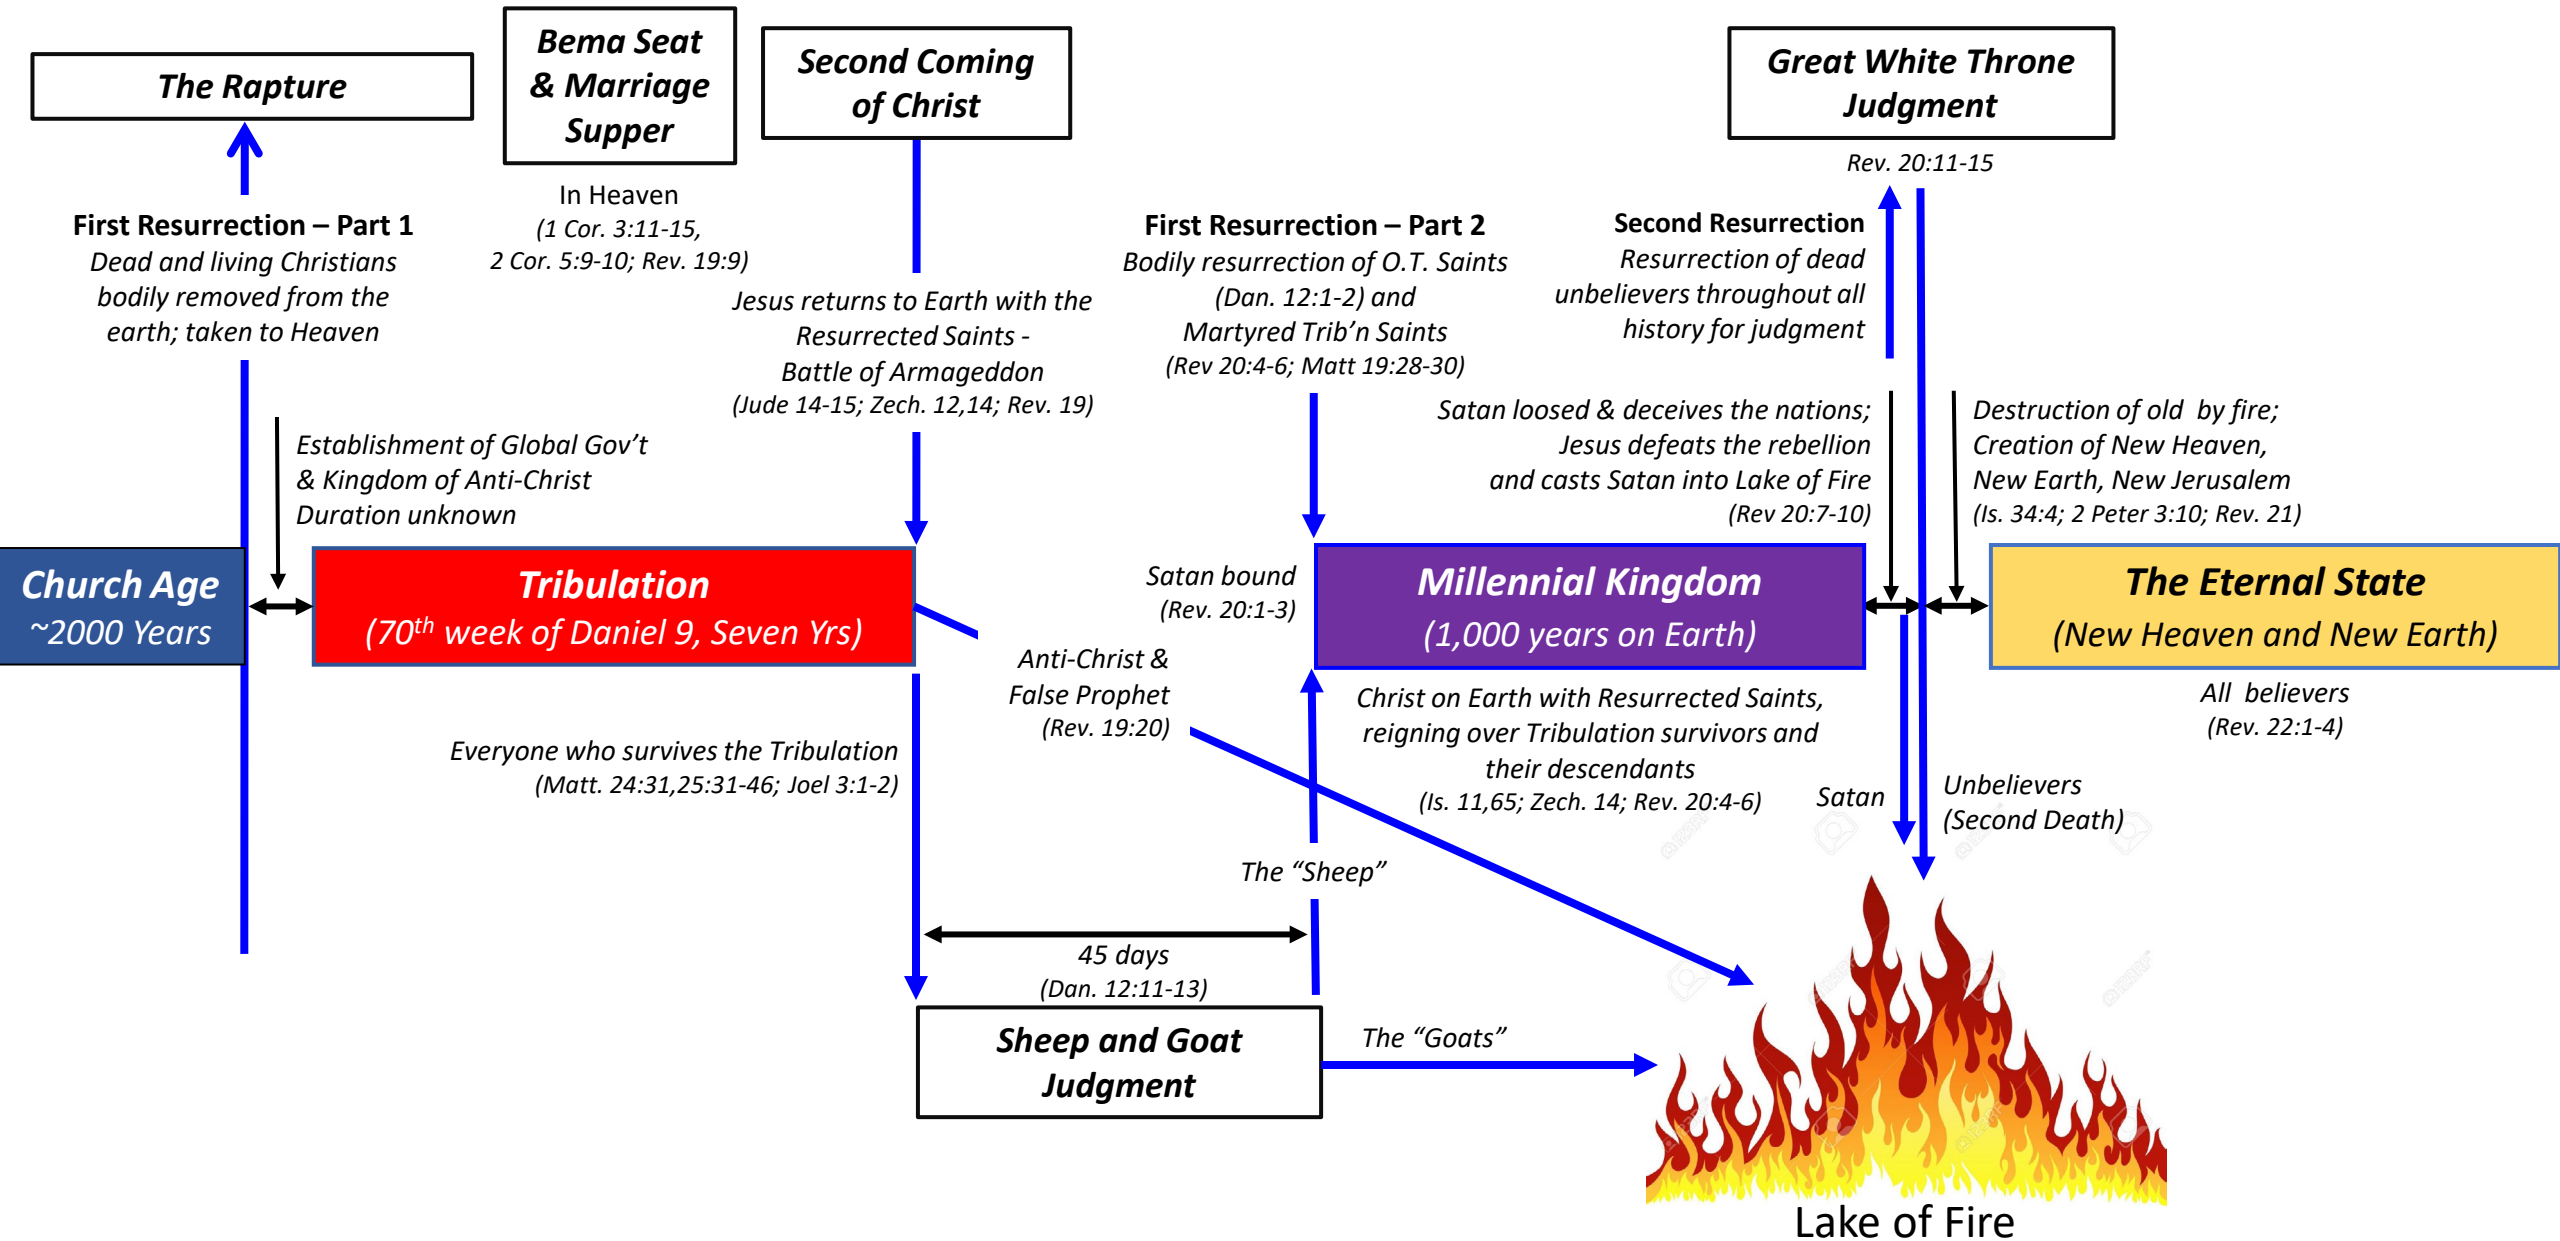 The Rapture
Bema Seat
& Marriage
Supper
Second Coming
of Christ
Great White Throne
Judgment
Rev. 20:11-15
In Heaven
(1 Cor. 3:11-15,
2 Cor. 5:9-10; Rev. 19:9)
First Resurrection – Part 1
Dead and living Christians
bodily removed from the
earth; taken to Heaven
Jesus returns to Earth with the
Resurrected Saints -
Battle of Armageddon
(Jude 14-15; Zech. 12,14; Rev. 19)
First Resurrection – Part 2
Bodily resurrection of O.T. Saints
(Dan. 12:1-2) and
Martyred Trib’n Saints
(Rev 20:4-6; Matt 19:28-30)
Second Resurrection
Resurrection of dead
unbelievers throughout all
history for judgment
Establishment of Global Gov’t
& Kingdom of Anti-Christ
Duration unknown
Satan loosed & deceives the nations;
Jesus defeats the rebellion
and casts Satan into Lake of Fire
(Rev 20:7-10)
Destruction of old  by fire;
Creation of New Heaven,
New Earth, New Jerusalem
(Is. 34:4; 2 Peter 3:10; Rev. 21)
Church Age
~2000 Years
Tribulation
(70th week of Daniel 9, Seven Yrs)
Satan bound
(Rev. 20:1-3)
Millennial Kingdom
(1,000 years on Earth)
The Eternal State
(New Heaven and New Earth)
Anti-Christ &
False Prophet
(Rev. 19:20)
Everyone who survives the Tribulation
(Matt. 24:31,25:31-46; Joel 3:1-2)
Christ on Earth with Resurrected Saints,
reigning over Tribulation survivors and
their descendants
(Is. 11,65; Zech. 14; Rev. 20:4-6)
All  believers
(Rev. 22:1-4)
Satan
Unbelievers
(Second Death)
The “Sheep”
45 days
(Dan. 12:11-13)
Sheep and Goat
Judgment
The “Goats”
Lake of Fire